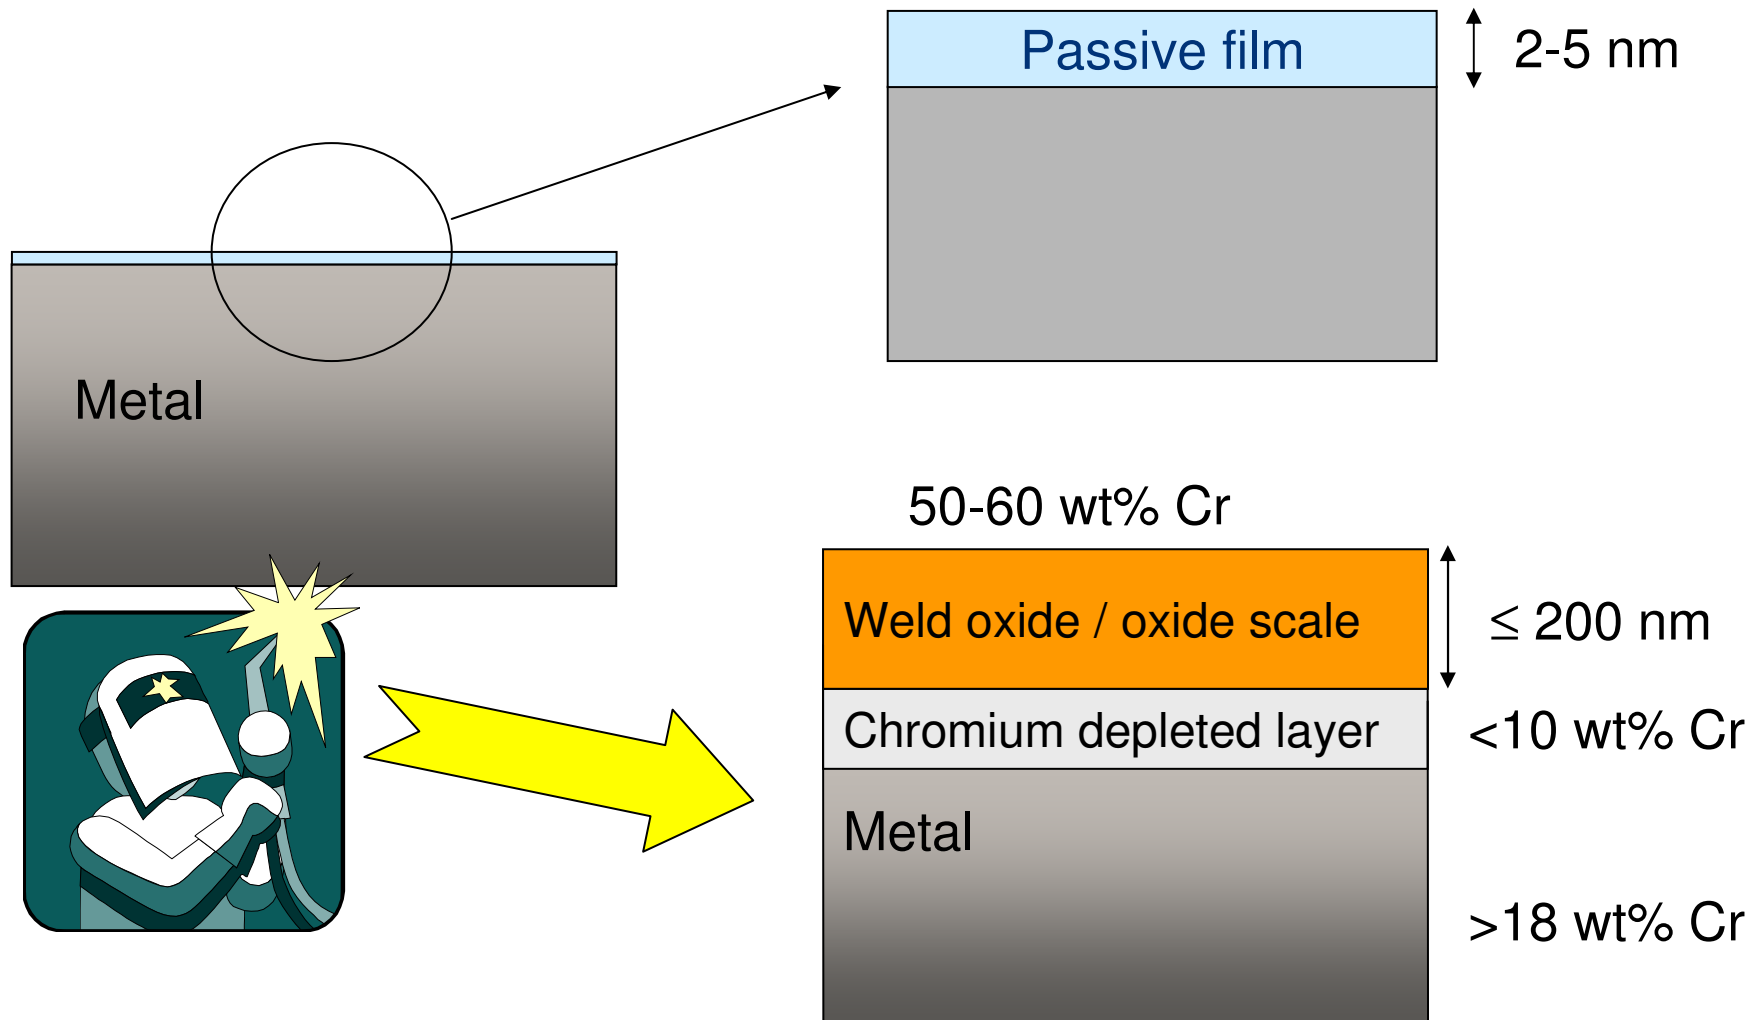 Passive film
2-5 nm
Metal
50-60 wt% Cr
Weld oxide / oxide scale
≤ 200 nm
Chromium depleted layer
<10 wt% Cr
Metal
>18 wt% Cr